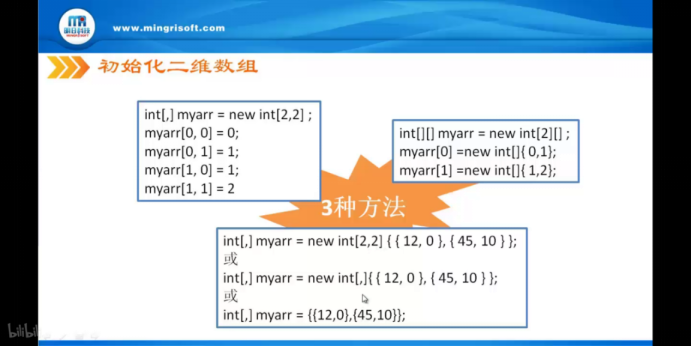 www.mingrisoft.com
初始化二维数组
int[,] myarr = new int[2,2] ;
myarr[0, 0] = 0;
myarr[0, 1] = 1;
myarr[1, 0] = 1;
myarr[1, 1] = 2
int[][] myarr = new int[2][] ;
myarr[0] =new int[]{ 0,1};
myarr[1] =new int[]{ 1,2};
3种方法
int[,] myarr = new int[2,2] { { 12, 0 }, { 45, 10 } };
或
int[,] myarr = new int[,]{ { 12, 0 }, { 45, 10 } };
或
int[,] myarr = {{12,0},{45,10}};
bilibili